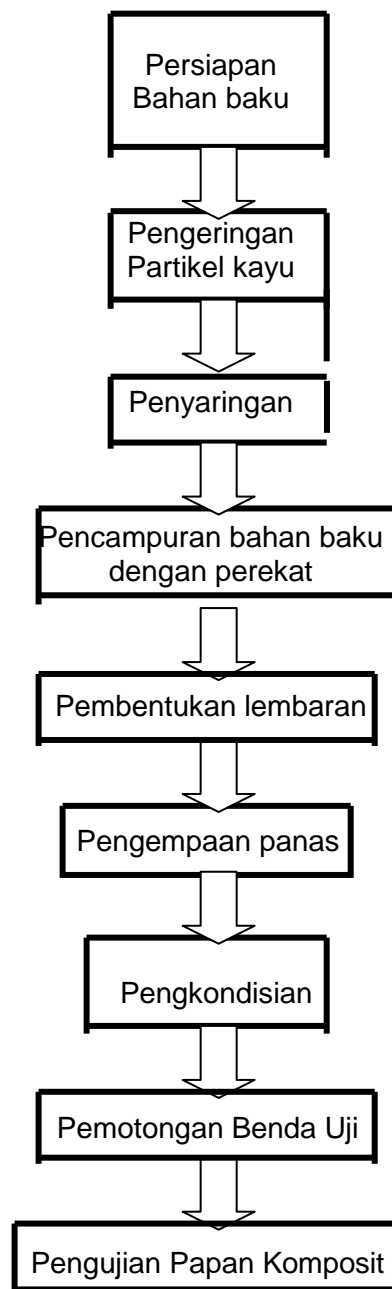 Persiapan
Bahan baku
Pengeringan
Partikel kayu
Penyaringan
Pencampuran bahan baku
dengan perekat
Pembentukan lembaran
Pengempaan panas
Pengkondisian
Pemotongan Benda Uji
Pengujian Papan Komposit